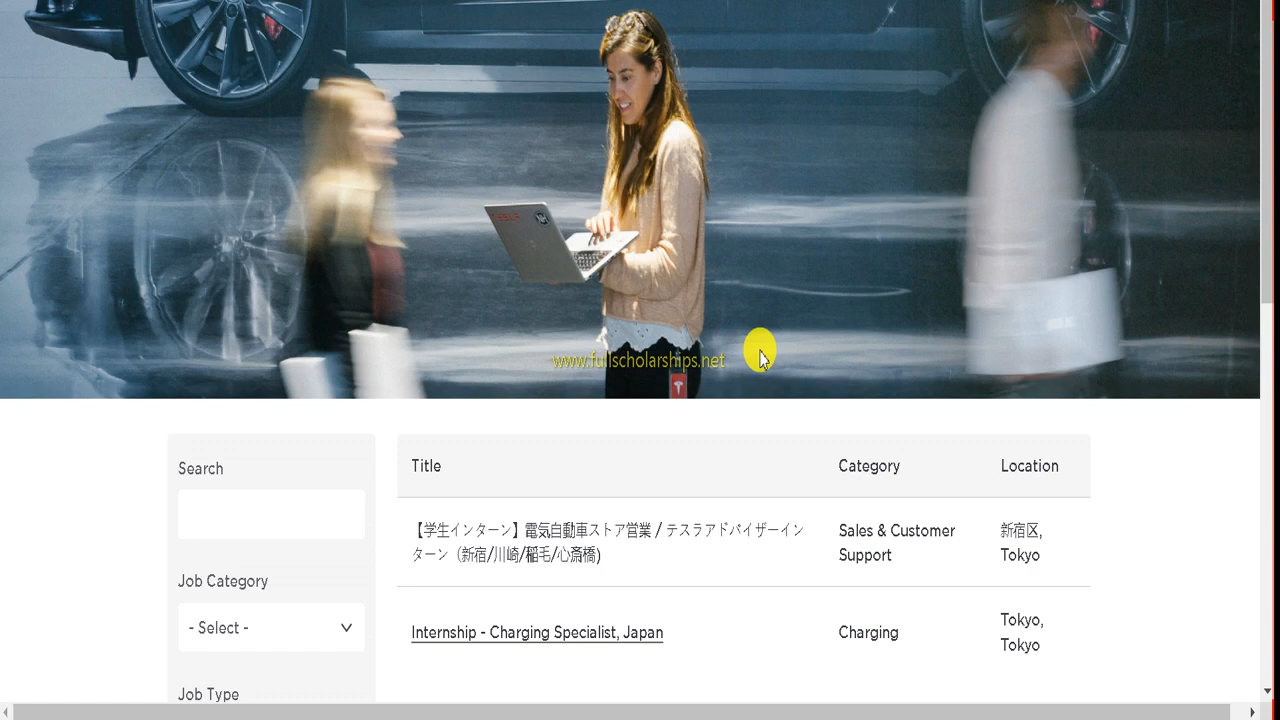 TESLA
www.fullscholarships.net
Search
Job Category
- Select -
Job Type
Title Category Location
【学生インターン】電気自動車ストア営業 / テスラアドバイザーイン
ターン（新宿/川崎/稲毛/心斎橋)
Sales & Customer
Support
新宿区,
Tokyo
Internship - Charging Specialist, Japan
Charging
Tokyo,
Tokyo